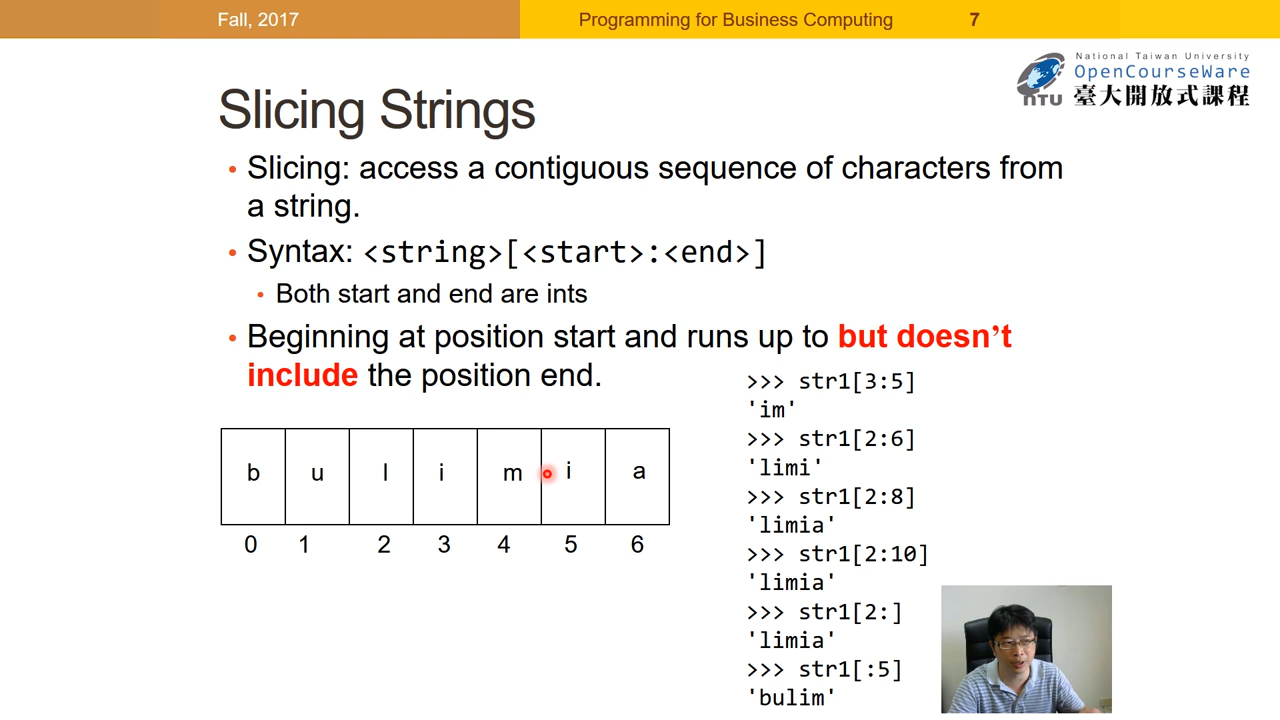 Fall, 2017
Programming for Business Computing 7
National Taiwan University
OpenCourseWare
NTU 臺大開放式課程
Slicing Strings
• Slicing: access a contiguous sequence of characters from
a string.
• Syntax: <string>[<start>:<end>]
• Both start and end are ints
• Beginning at position start and runs up to but doesn’t
include the position end.
b u l i m i a
0 1 2 3 4 5 6
>>> str1[3:5]
'im'
>>> str1[2:6]
'limi'
>>> str1[2:8]
'limia'
>>> str1[2:10]
'limia'
>>> str1[2:]
'limia'
>>> str1[:5]
'bulim'